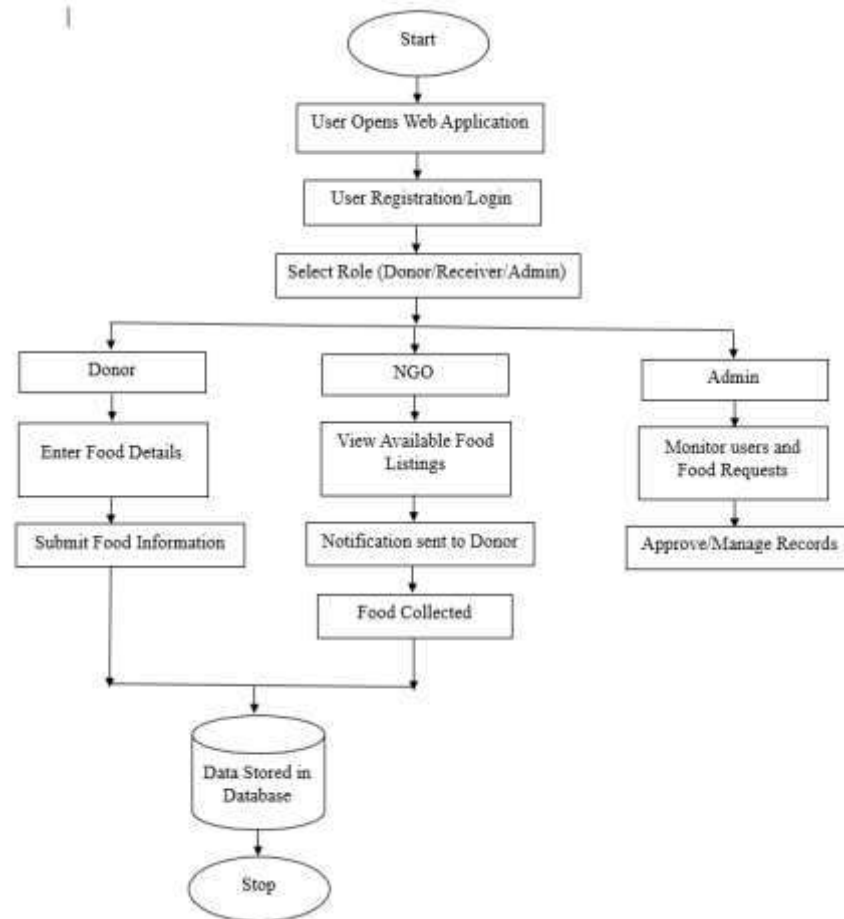 Start
User Opens Web Application
User Registration/Login
Select Role (Donor/Receiver/Admin)
Donor
NGO
Admin
Enter Food Details
View Available Food
Listings
Monitor users and
Food Requests
Submit Food Information
Notification sent to Donor
Approve/Manage Records
Food Collected
Data Stored in
Database
Stop